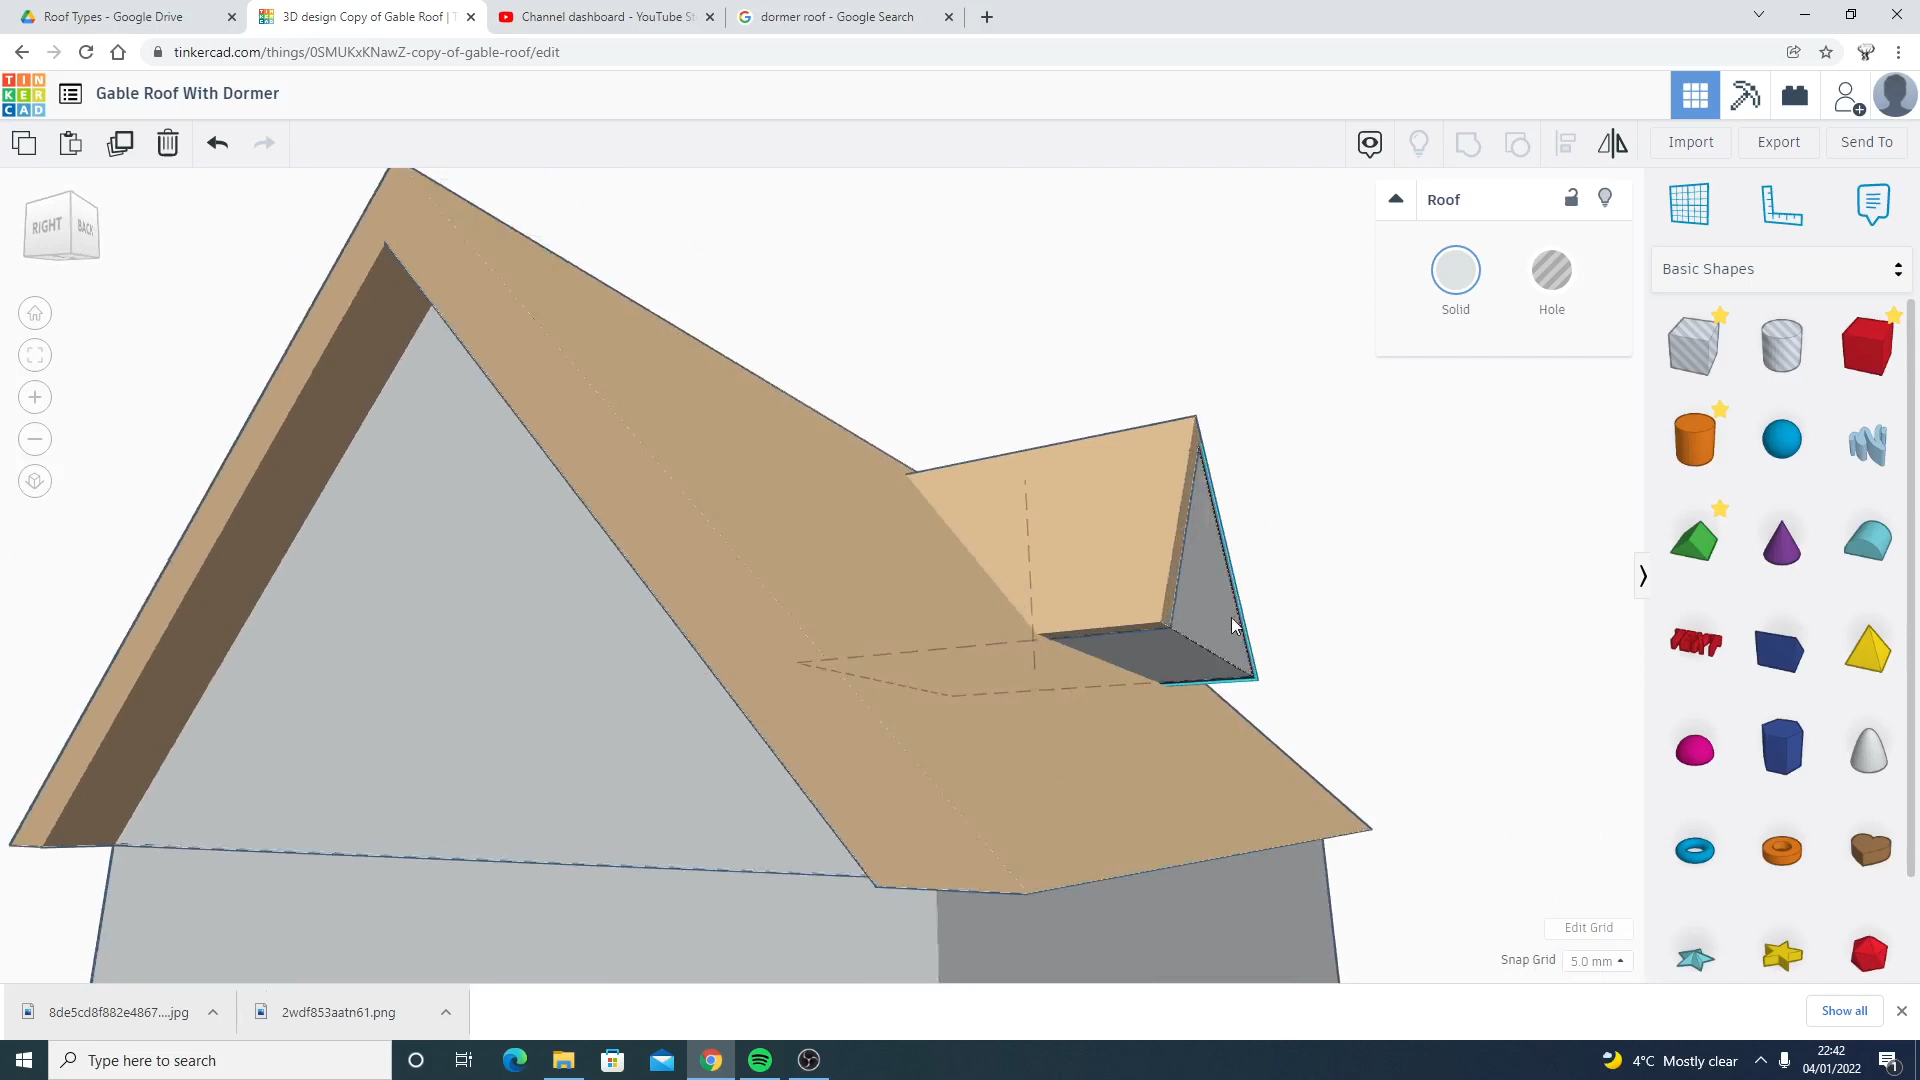 Roof Types - Google Drive
3D design Copy of Gable Roof | T
Channel dashboard - YouTube St
dormer roof - Google Search
tinkercad.com/things/0SMUKxKNawZ-copy-of-gable-roof/edit
TIN
KER
CAD
Gable Roof With Dormer
Import
Export
Send To
RIGHT
BACK
Roof
Solid
Hole
Basic Shapes
TEXT
Edit Grid
Snap Grid
5.0 mm
8de5cd8f882e4867....jpg
2wdf853aatn61.png
Show all
Type here to search
4°C Mostly clear
22:42
04/01/2022
1